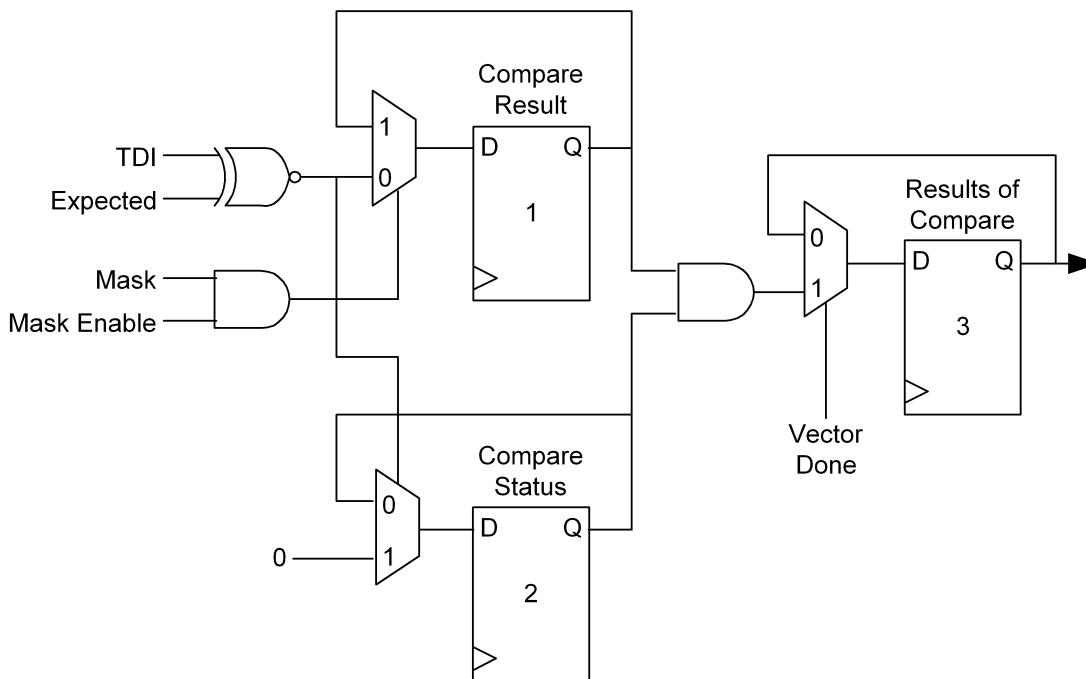 Compare
Result
1
D
Q
TDI
0
Expected
1
Results of
Compare
0
D
Q
Mask
1
Mask Enable
3
Vector
Done
Compare
Status
0
D
Q
0
1
2